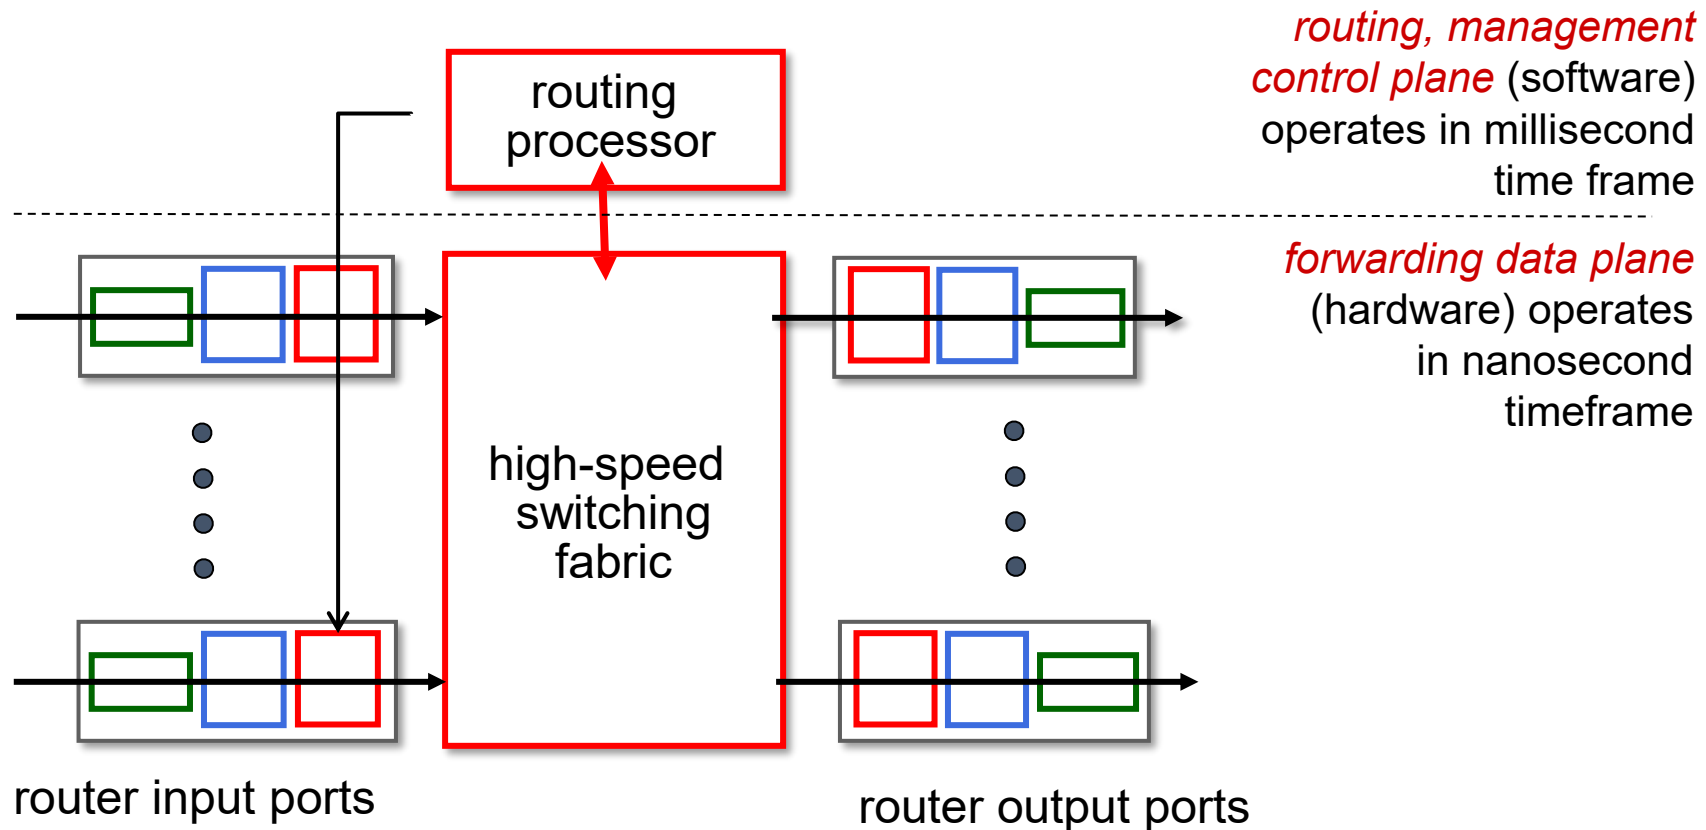 routing, management
control plane (software)
operates in millisecond
time frame
routing
processor
forwarding data plane
(hardware) operates
in nanosecond
timeframe
high-speed
switching
fabric
router input ports
router output ports